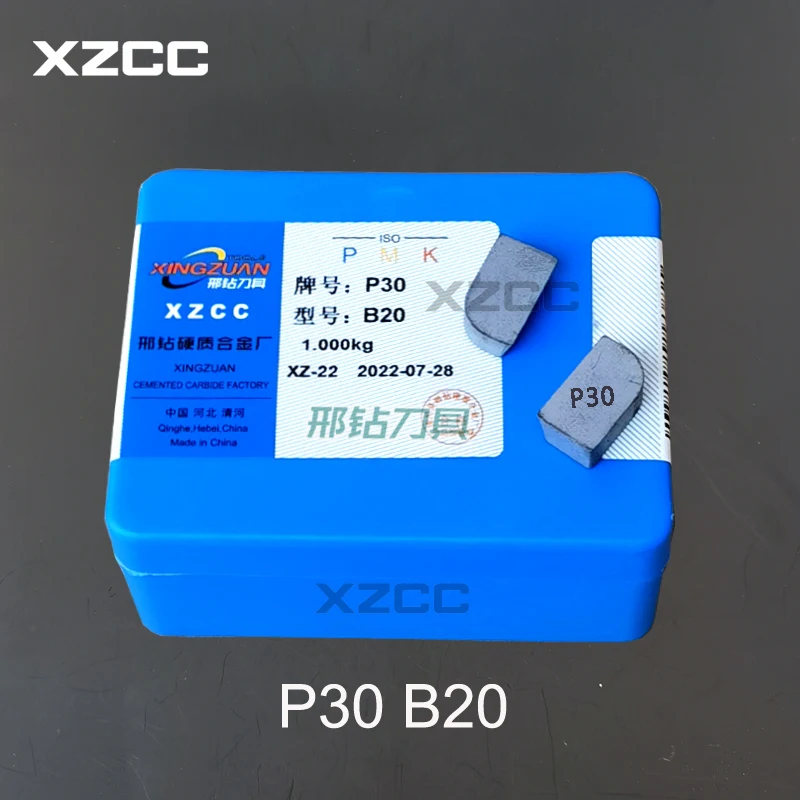 XZCC
TOOLS
XINGZUAN
邢钻刀具
XZCC
邢钻硬质合金厂
XINGZUAN
CEMENTED CARBIDE FACTORY
中国 河北 清河
Qinghe,Hebei,China
Made in China
ISO
P M K
牌号: P30
型号: B20
1.000kg
XZ-22 2022-07-28
邢钻刀具
XZCC
P30
XZCC
P30 B20